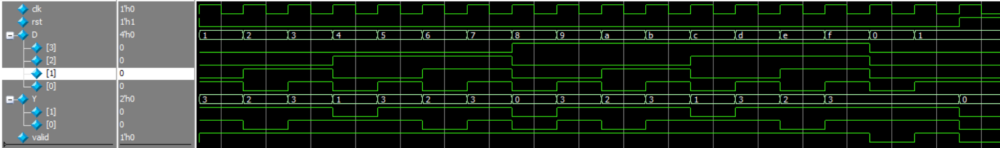 clk 1'h0
rst 1'h1
D 4'h0 1 2 3 4 5 6 7 8 9 a b c d e f 0 1
[3] 0
[2] 0
[1] 0
[0] 0
Y 2'h0 3 2 3 1 3 2 3 0 3 2 3 1 3 2 3 0
[1] 0
[0] 0
valid 1'h0